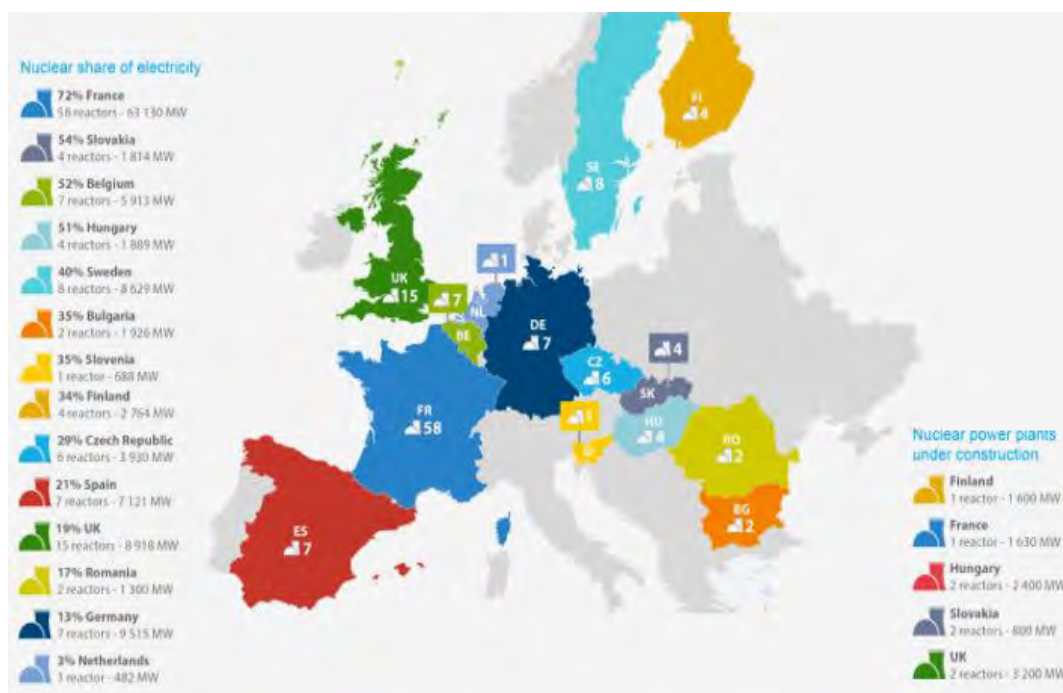 Nuclear share of electricity
72% France
58 reactors - 63 130 MW
54% Slovakia
4 reactors - 1 814 MW
52% Belgium
7 reactors - 5 913 MW
51% Hungary
4 reactors - 1 889 MW
40% Sweden
8 reactors - 8 629 MW
35% Bulgaria
2 reactors - 1 926 MW
35% Slovenia
1 reactor - 688 MW
34% Finland
4 reactors - 2 764 MW
29% Czech Republic
6 reactors - 3 930 MW
21% Spain
7 reactors - 7 121 MW
19% UK
15 reactors - 8 918 MW
17% Romania
2 reactors - 1 300 MW
13% Germany
7 reactors - 9 515 MW
3% Netherlands
1 reactor - 482 MW
FI
4
SE
8
1
UK
15
7
NL
BE
DE
7
4
CZ
6
SK
FR
58
1
SI
HU
4
RO
2
BG
2
ES
7
Nuclear power plants
under construction
Finland
1 reactor - 1 600 MW
France
1 reactor - 1 630 MW
Hungary
2 reactors - 2 400 MW
Slovakia
2 reactors - 800 MW
UK
2 reactors - 3 200 MW